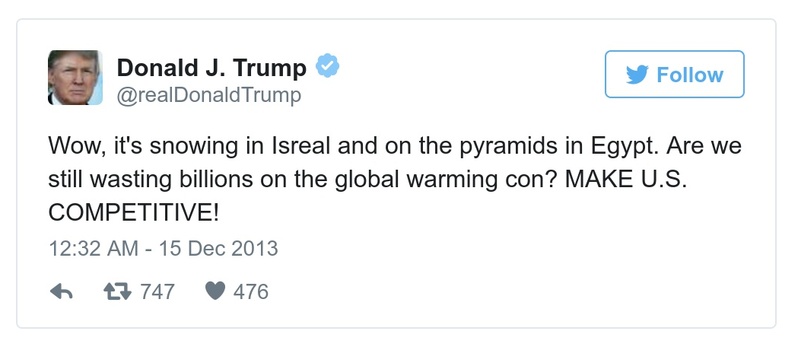 Donald J. Trump
Follow
@realDonaldTrump
Wow, it's snowing in Isreal and on the pyramids in Egypt. Are we
still wasting billions on the global warming con? MAKE U.S.
COMPETITIVE!
12:32 AM - 15 Dec 2013
747 476